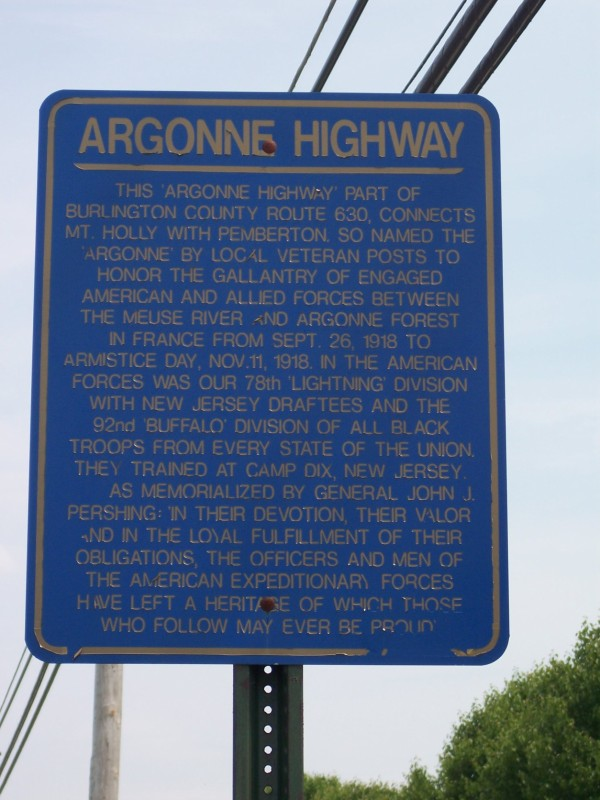 ARGONNE HIGHWAY
THIS 'ARGONNE HIGHWAY' PART OF
BURLINGTON COUNTY ROUTE 630, CONNECTS
MT. HOLLY WITH PEMBERTON. SO NAMED THE
'ARGONNE' BY LOCAL VETERAN POSTS TO
HONOR THE GALLANTRY OF ENGAGED
AMERICAN AND ALLIED FORCES BETWEEN
THE MEUSE RIVER AND ARGONNE FOREST
IN FRANCE FROM SEPT. 26, 1918 TO
ARMISTICE DAY, NOV.11, 1918. IN THE AMERICAN
FORCES WAS OUR 78th 'LIGHTNING' DIVISION
WITH NEW JERSEY DRAFTEES AND THE
92nd 'BUFFALO' DIVISION OF ALL BLACK
TROOPS FROM EVERY STATE OF THE UNION.
THEY TRAINED AT CAMP DIX, NEW JERSEY.
AS MEMORIALIZED BY GENERAL JOHN J.
PERSHING: 'IN THEIR DEVOTION, THEIR VALOR
AND IN THE LOYAL FULFILLMENT OF THEIR
OBLIGATIONS, THE OFFICERS AND MEN OF
THE AMERICAN EXPEDITIONARY FORCES
HAVE LEFT A HERITAGE OF WHICH THOSE
WHO FOLLOW MAY EVER BE PROUD'